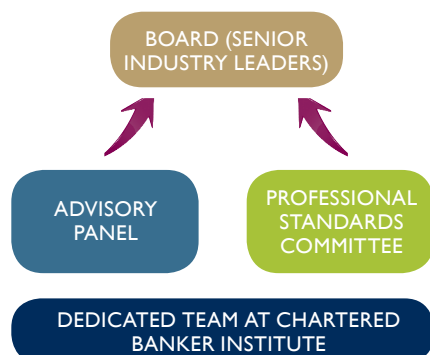 BOARD (SENIOR
INDUSTRY LEADERS)
ADVISORY
PANEL
PROFESSIONAL
STANDARDS
COMMITTEE
DEDICATED TEAM AT CHARTERED
BANKER INSTITUTE